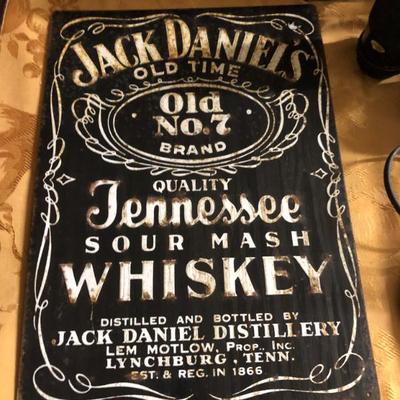 JACK DANIEL'S
OLD TIME
Old
No.7
BRAND
QUALITY
Tennessee
SOUR MASH
WHISKEY
DISTILLED AND BOTTLED BY
JACK DANIEL DISTILLERY
LEM MOTLOW, PROP., INC.
LYNCHBURG, TENN.
EST. & REG. IN 1866